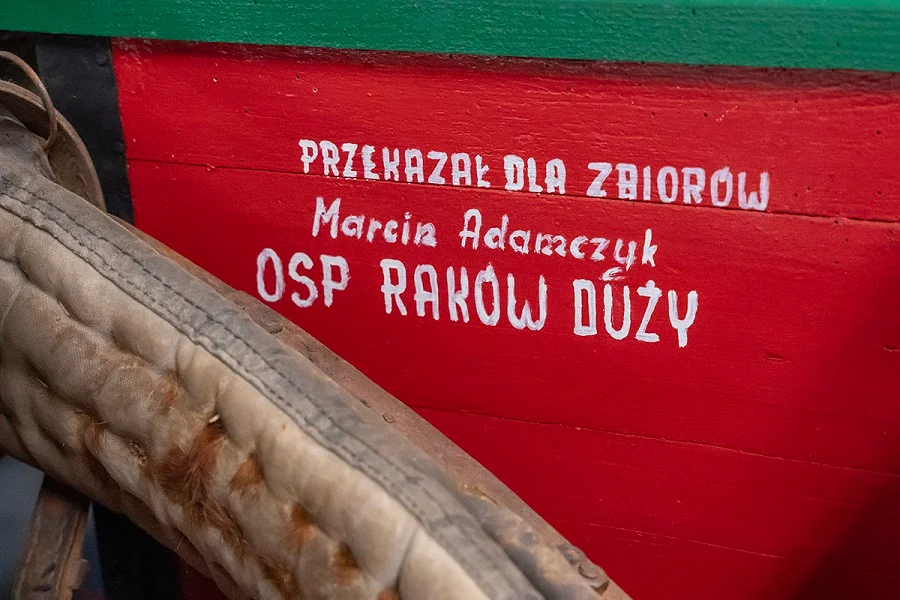 PRZEKAZAŁ DLA ZBIORÓW
Marcin Adamczyk
OSP RAKÓW DUŻY